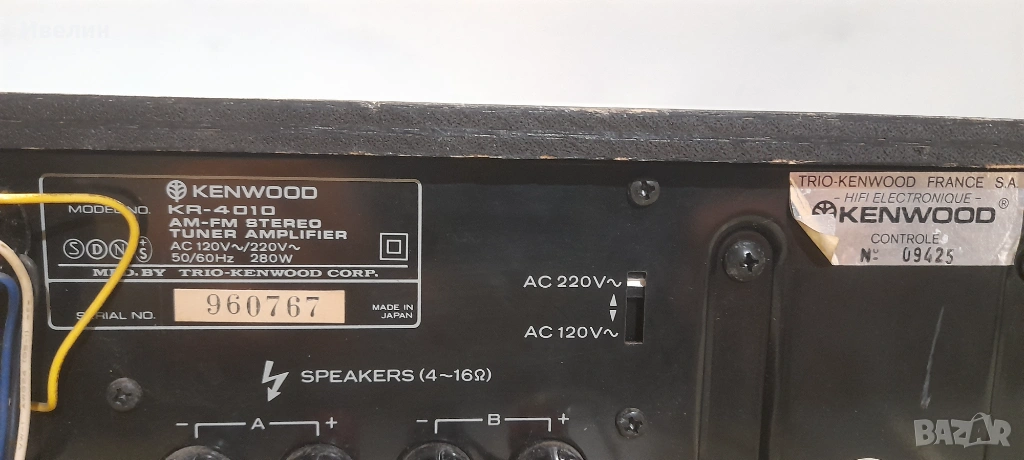 KENWOOD
MODEL NO. KR-4010
AM-FM STEREO
TUNER AMPLIFIER
AC 120V~/220V~
50/60Hz 280W
S D N +S
MFD. BY TRIO-KENWOOD CORP.
SERIAL NO. 960767
MADE IN
JAPAN
TRIO-KENWOOD FRANCE S.A.
- HIFI ELECTRONIQUE -
KENWOOD®
CONTROLE
Nº 09425
AC 220V~
AC 120V~
SPEAKERS (4~16Ω)
- A +
- B +
BAZAR